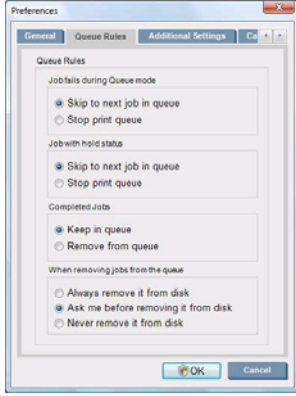 Preferences
General Queue Rules Additional Settings Ca
Queue Rules
Job fails during Queue mode
Skip to next job in queue
Stop print queue
Job with hold status
Skip to next job in queue
Stop print queue
Completed Jobs
Keep in queue
Remove from queue
When removing jobs from the queue
Always remove it from disk
Ask me before removing it from disk
Never remove it from disk
OK Cancel